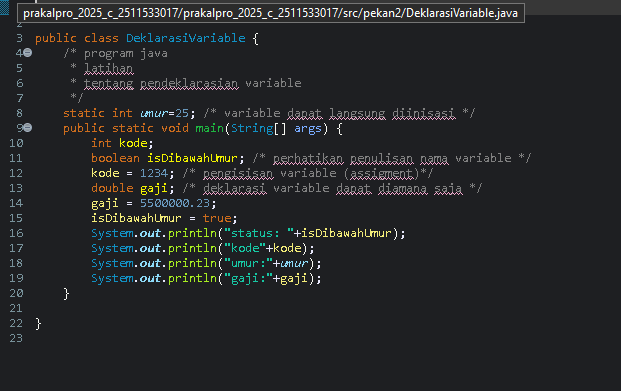 prakalpro_2025_c_2511533017/prakalpro_2025_c_2511533017/src/pekan2/DeklarasiVariable.java
2
3 public class DeklarasiVariable {
4 /* program java
5 * latihan
6 * tentang pendeklarasian variable
7 */
8 static int umur=25; /* variable dapat langsung diinisasi */
9 public static void main(String[] args) {
10 int kode;
11 boolean isDibawahUmur; /* perhatikan penulisan nama variable */
12 kode = 1234; /* pengisisan variable (assigment)*/
13 double gaji; /* deklarasi variable dapat diamana saja */
14 gaji = 5500000.23;
15 isDibawahUmur = true;
16 System.out.println("status: "+isDibawahUmur);
17 System.out.println("kode"+kode);
18 System.out.println("umur:"+umur);
19 System.out.println("gaji:"+gaji);
20 }
21
22 }
23